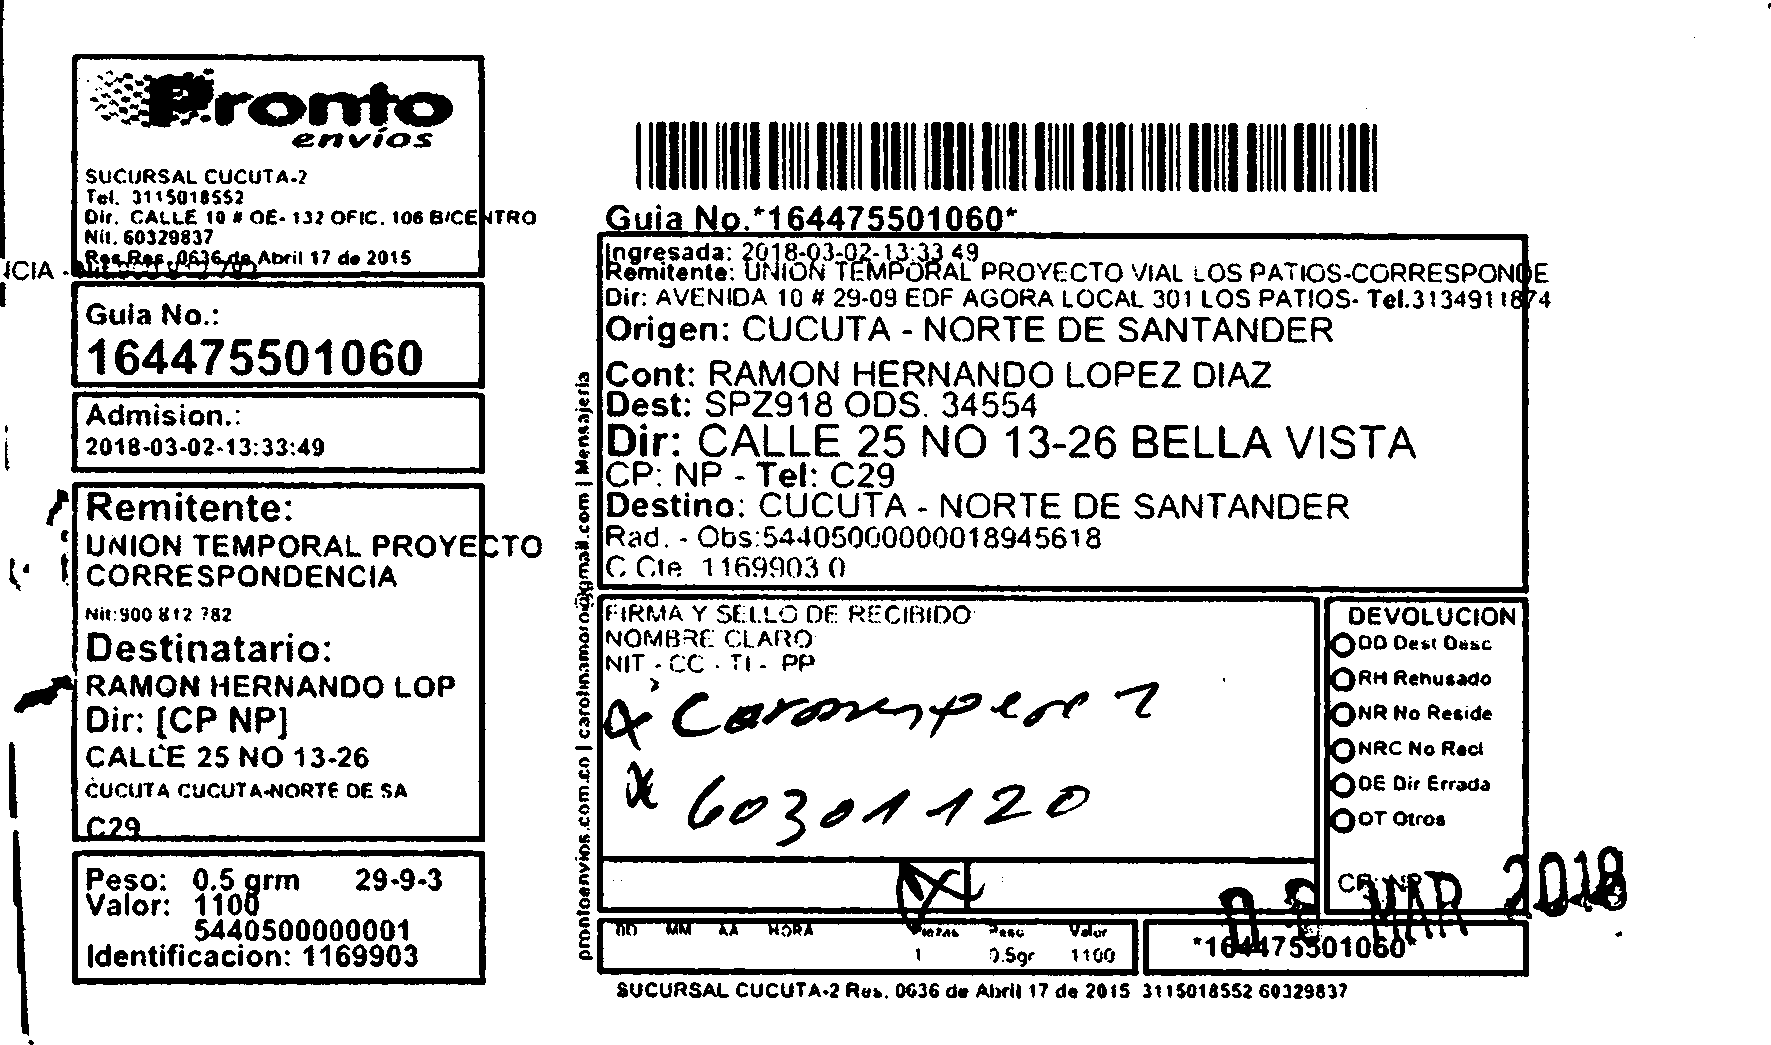 Pronto
envíos
SUCURSAL CUCUTA-2
Tel. 3115018552
Dir. CALLE 10 # OE- 132 OFIC. 106 B/CENTRO
Nit. 60329837
Res.Res. 0636 de Abril 17 de 2015
Guia No.:
164475501060
Admision.:
2018-03-02-13:33:49
Remitente:
UNION TEMPORAL PROYECTO
CORRESPONDENCIA
Nit:900 812 782
Destinatario:
RAMON HERNANDO LOP
Dir: [CP NP]
CALLE 25 NO 13-26
CUCUTA CUCUTA-NORTE DE SA
C29
Peso: 0.5 grm 29-9-3
Valor: 1100
5440500000001
Identificacion: 1169903
prontoenvios.com.co | carolinamoro@gmail.com | Mensajeria
Guia No.*164475501060*
Ingresada: 2018-03-02-13:33 49
Remitente: UNION TEMPORAL PROYECTO VIAL LOS PATIOS-CORRESPONDE
Dir: AVENIDA 10 # 29-09 EDF AGORA LOCAL 301 LOS PATIOS- Tel.3134911874
Origen: CUCUTA - NORTE DE SANTANDER
Cont: RAMON HERNANDO LOPEZ DIAZ
Dest: SPZ918 ODS. 34554
Dir: CALLE 25 NO 13-26 BELLA VISTA
CP: NP - Tel: C29
Destino: CUCUTA - NORTE DE SANTANDER
Rad. - Obs:54405000000018945618
C Cte 1169903 0
FIRMA Y SELLO DE RECIBIDO
NOMBRE CLARO
NIT - CC - TI - PP
60301120
DEVOLUCION
DD Dest Desc
RH Rehusado
NR No Reside
NRC No Recl
DE Dir Errada
OT Otros
CP: NP
MAR 2018
DD MM AA HORA Piezas Peso Valor
1 0.5gr 1100
*164475501060*
SUCURSAL CUCUTA-2 Res. 0636 de Abril 17 de 2015 3115018552 60329837